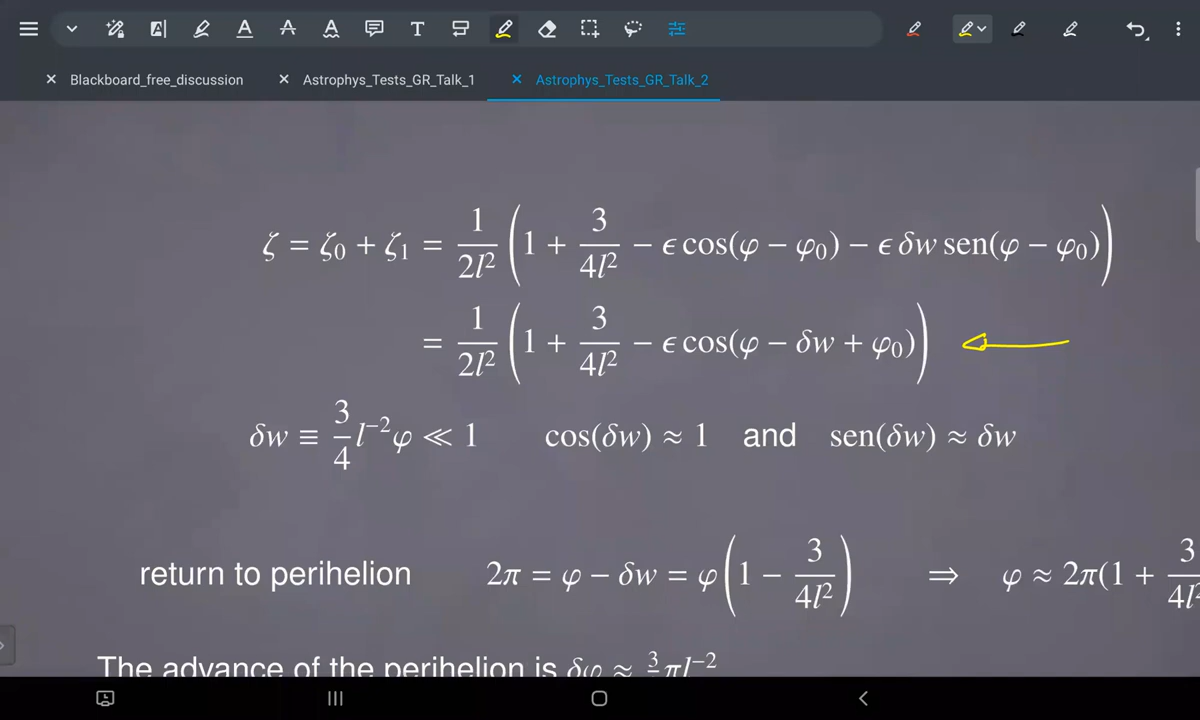 Blackboard_free_discussion Astrophys_Tests_GR_Talk_1 Astrophys_Tests_GR_Talk_2
ζ = ζ₀ + ζ₁ = 1/(2l²) (1 + 3/(4l²) − ϵ cos(φ − φ₀) − ϵ δw sen(φ − φ₀))
= 1/(2l²) (1 + 3/(4l²) − ϵ cos(φ − δw + φ₀))
δw ≡ 3/4 l⁻²φ ≪ 1 cos(δw) ≈ 1 and sen(δw) ≈ δw
return to perihelion 2π = φ − δw = φ(1 − 3/(4l²)) ⇒ φ ≈ 2π(1 + 3/(4l²
The advance of the perihelion is δφ ≈ 3 πl⁻²